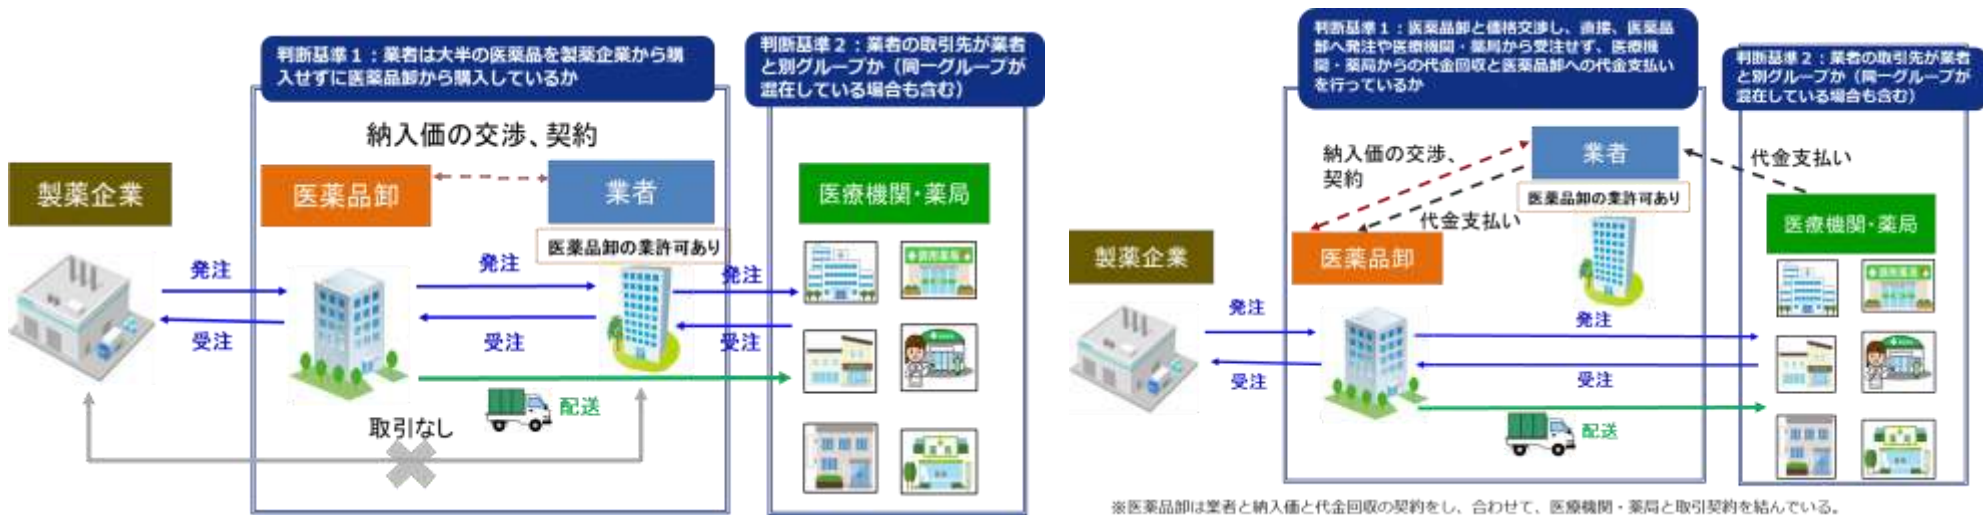 判断基準1：業者は大半の医薬品を製薬企業から購
入せずに医薬品卸から購入しているか
判断基準2：業者の取引先が業者
と別グループか（同一グループが
混在している場合も含む）
納入価の交渉、契約
製薬企業
医薬品卸
業者
医療機関・薬局
医薬品卸の業許可あり
発注
発注
発注
受注
受注
受注
配送
取引なし
判断基準1：医薬品卸と価格交渉し、直接、医薬品
卸へ発注や医療機関・薬局から受注せず、医療機
関・薬局からの代金回収と医薬品卸への代金支払い
を行っているか
判断基準2：業者の取引先が業者
と別グループか（同一グループが
混在している場合も含む）
業者
納入価の交渉、
契約
代金支払い
医薬品卸の業許可あり
代金支払い
医療機関・薬局
製薬企業
医薬品卸
発注
発注
受注
受注
配送
※医薬品卸は業者と納入価と代金回収の契約をし、合わせて、医療機関・薬局と取引契約を結んでいる。